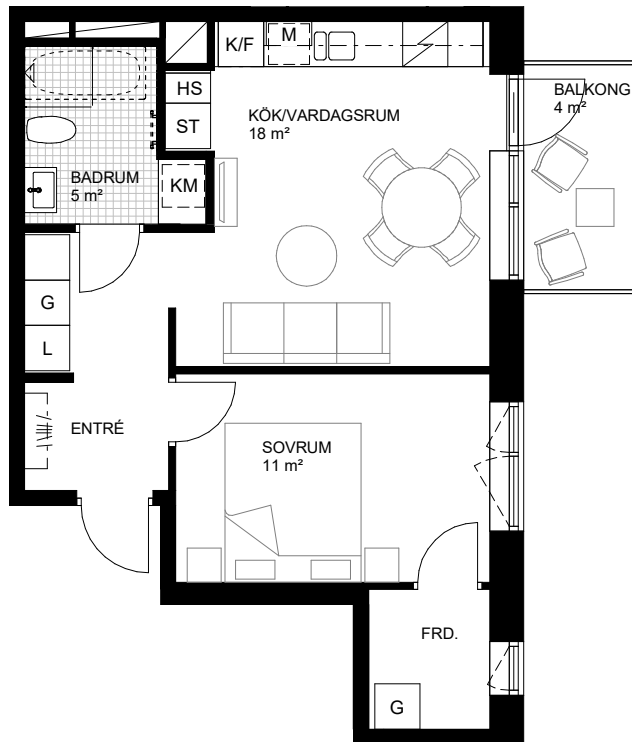 K/F
M
HS
ST
KÖK/VARDAGSRUM
18 m²
BALKONG
4 m²
BADRUM
5 m²
KM
G
L
ENTRÉ
SOVRUM
11 m²
FRD.
G